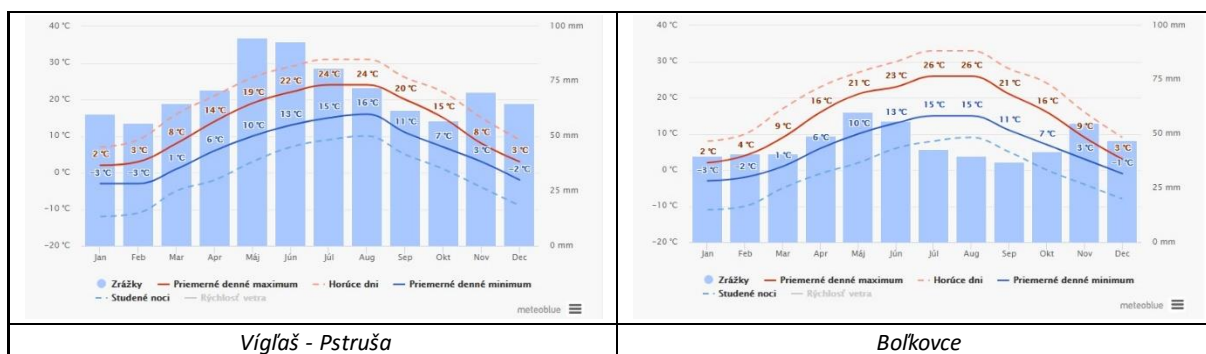 40 °C
100 mm
30 °C
20 °C
10 °C
0 °C
-10 °C
-20 °C
75 mm
50 mm
25 mm
0 mm
2 °C
3 °C
8 °C
14 °C
19 °C
22 °C
24 °C
24 °C
20 °C
15 °C
8 °C
3 °C
-3 °C
-3 °C
1 °C
6 °C
10 °C
13 °C
15 °C
16 °C
11 °C
7 °C
3 °C
-2 °C
Jan Feb Mar Apr Máj Jún Júl Aug Sep Okt Nov Dec
Zrážky Priemerné denné maximum Horúce dni Priemerné denné minimum
Studené noci Rýchlosť vetra
meteoblue
40 °C
100 mm
30 °C
20 °C
10 °C
0 °C
-10 °C
-20 °C
75 mm
50 mm
25 mm
0 mm
2 °C
4 °C
9 °C
16 °C
21 °C
23 °C
26 °C
26 °C
21 °C
16 °C
9 °C
3 °C
-3 °C
-2 °C
1 °C
6 °C
10 °C
13 °C
15 °C
15 °C
11 °C
7 °C
3 °C
-1 °C
Jan Feb Mar Apr Máj Jún Júl Aug Sep Okt Nov Dec
Zrážky Priemerné denné maximum Horúce dni Priemerné denné minimum
Studené noci Rýchlosť vetra
meteoblue
Vígľaš - Pstruša
Boľkovce